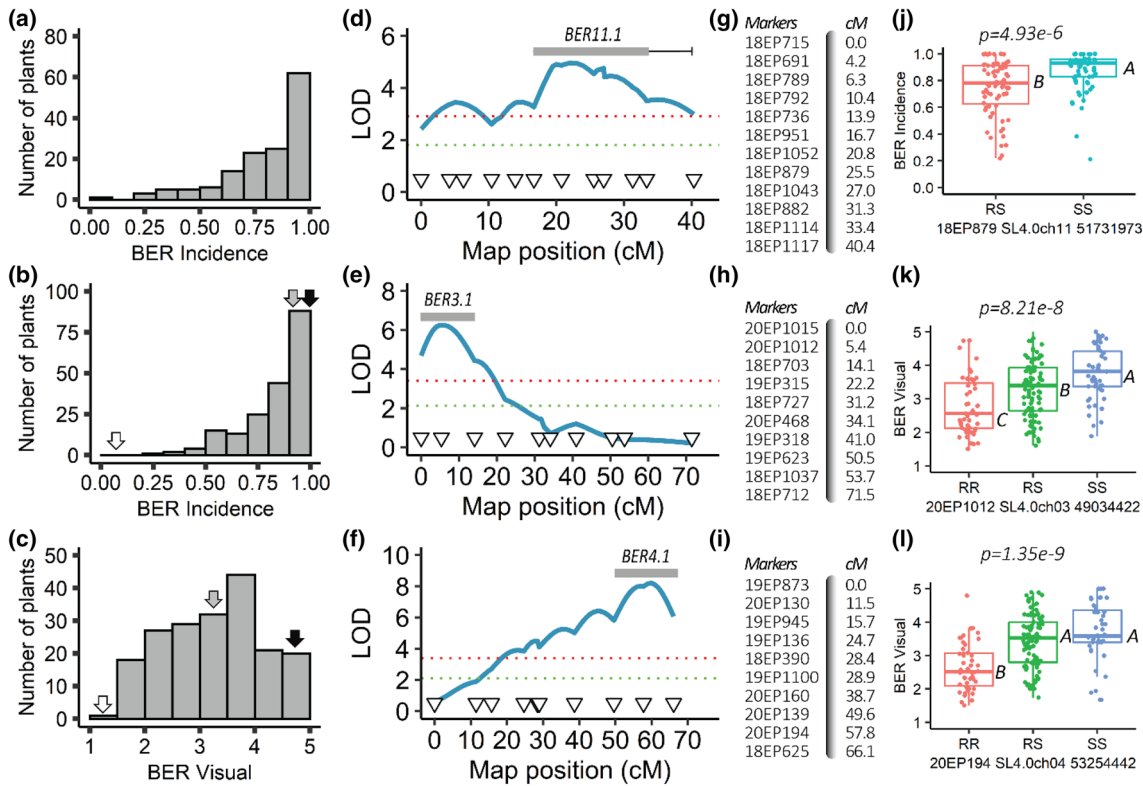 (a)
Number of plants
80
60
40
20
0
0.00 0.25 0.50 0.75 1.00
BER Incidence
(d)
LOD
6
4
2
0
BER11.1
0 10 20 30 40
Map position (cM)
(g)
Markers cM
18EP715 0.0
18EP691 4.2
18EP789 6.3
18EP792 10.4
18EP736 13.9
18EP951 16.7
18EP1052 20.8
18EP879 25.5
18EP1043 27.0
18EP882 31.3
18EP1114 33.4
18EP1117 40.4
(j)
p=4.93e-6
BER Incidence
1.0
0.8
0.6
0.4
0.2
0.0
B
A
RS SS
18EP879 SL4.0ch11 51731973
(b)
Number of plants
100
75
50
25
0
0.00 0.25 0.50 0.75 1.00
BER Incidence
(e)
LOD
8
6
4
2
0
BER3.1
0 10 20 30 40 50 60 70
Map position (cM)
(h)
Markers cM
20EP1015 0.0
20EP1012 5.4
18EP703 14.1
19EP315 22.2
18EP727 31.2
20EP468 34.1
19EP318 41.0
19EP623 50.5
18EP1037 53.7
18EP712 71.5
(k)
p=8.21e-8
BER Visual
5
4
3
2
1
C
B
A
RR RS SS
20EP1012 SL4.0ch03 49034422
(c)
Number of plants
50
40
30
20
10
0
1 2 3 4 5
BER Visual
(f)
LOD
10
8
6
4
2
0
BER4.1
0 10 20 30 40 50 60 70
Map position (cM)
(i)
Markers cM
19EP873 0.0
20EP130 11.5
19EP945 15.7
19EP136 24.7
18EP390 28.4
19EP1100 28.9
20EP160 38.7
20EP139 49.6
20EP194 57.8
18EP625 66.1
(l)
p=1.35e-9
BER Visual
5
4
3
2
1
B
A
A
RR RS SS
20EP194 SL4.0ch04 53254442